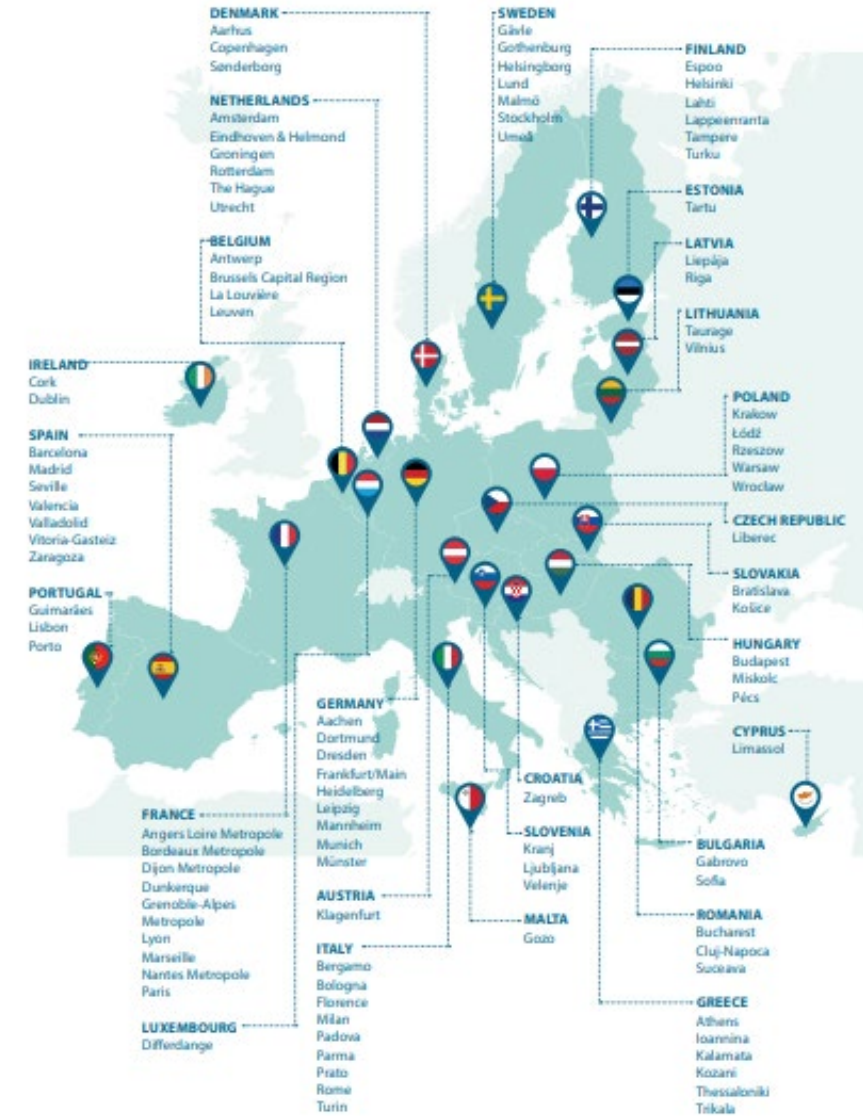 DENMARK
Aarhus
Copenhagen
Sønderborg
NETHERLANDS
Amsterdam
Eindhoven & Helmond
Groningen
Rotterdam
The Hague
Utrecht
BELGIUM
Antwerp
Brussels Capital Region
La Louvière
Leuven
SWEDEN
Gävle
Gothenburg
Helsingborg
Lund
Malmö
Stockholm
Umeå
FINLAND
Espoo
Helsinki
Lahti
Lappeenranta
Tampere
Turku
ESTONIA
Tartu
LATVIA
Liepāja
Riga
LITHUANIA
Taurage
Vilnius
IRELAND
Cork
Dublin
SPAIN
Barcelona
Madrid
Seville
Valencia
Valladolid
Vitoria-Gasteiz
Zaragoza
PORTUGAL
Guimarães
Lisbon
Porto
POLAND
Krakow
Łódź
Rzeszow
Warsaw
Wrocław
CZECH REPUBLIC
Liberec
SLOVAKIA
Bratislava
Košice
HUNGARY
Budapest
Miskolc
Pécs
CYPRUS
Limassol
GERMANY
Aachen
Dortmund
Dresden
Frankfurt/Main
Heidelberg
Leipzig
Mannheim
Munich
Münster
AUSTRIA
Klagenfurt
ITALY
Bergamo
Bologna
Florence
Milan
Padova
Parma
Prato
Rome
Turin
FRANCE
Angers Loire Metropole
Bordeaux Metropole
Dijon Metropole
Dunkerque
Grenoble-Alpes
Metropole
Lyon
Marseille
Nantes Metropole
Paris
LUXEMBOURG
Differdange
CROATIA
Zagreb
SLOVENIA
Kranj
Ljubljana
Velenje
MALTA
Gozo
BULGARIA
Gabrovo
Sofia
ROMANIA
Bucharest
Cluj-Napoca
Suceava
GREECE
Athens
Ioannina
Kalamata
Kozani
Thessaloniki
Trikala